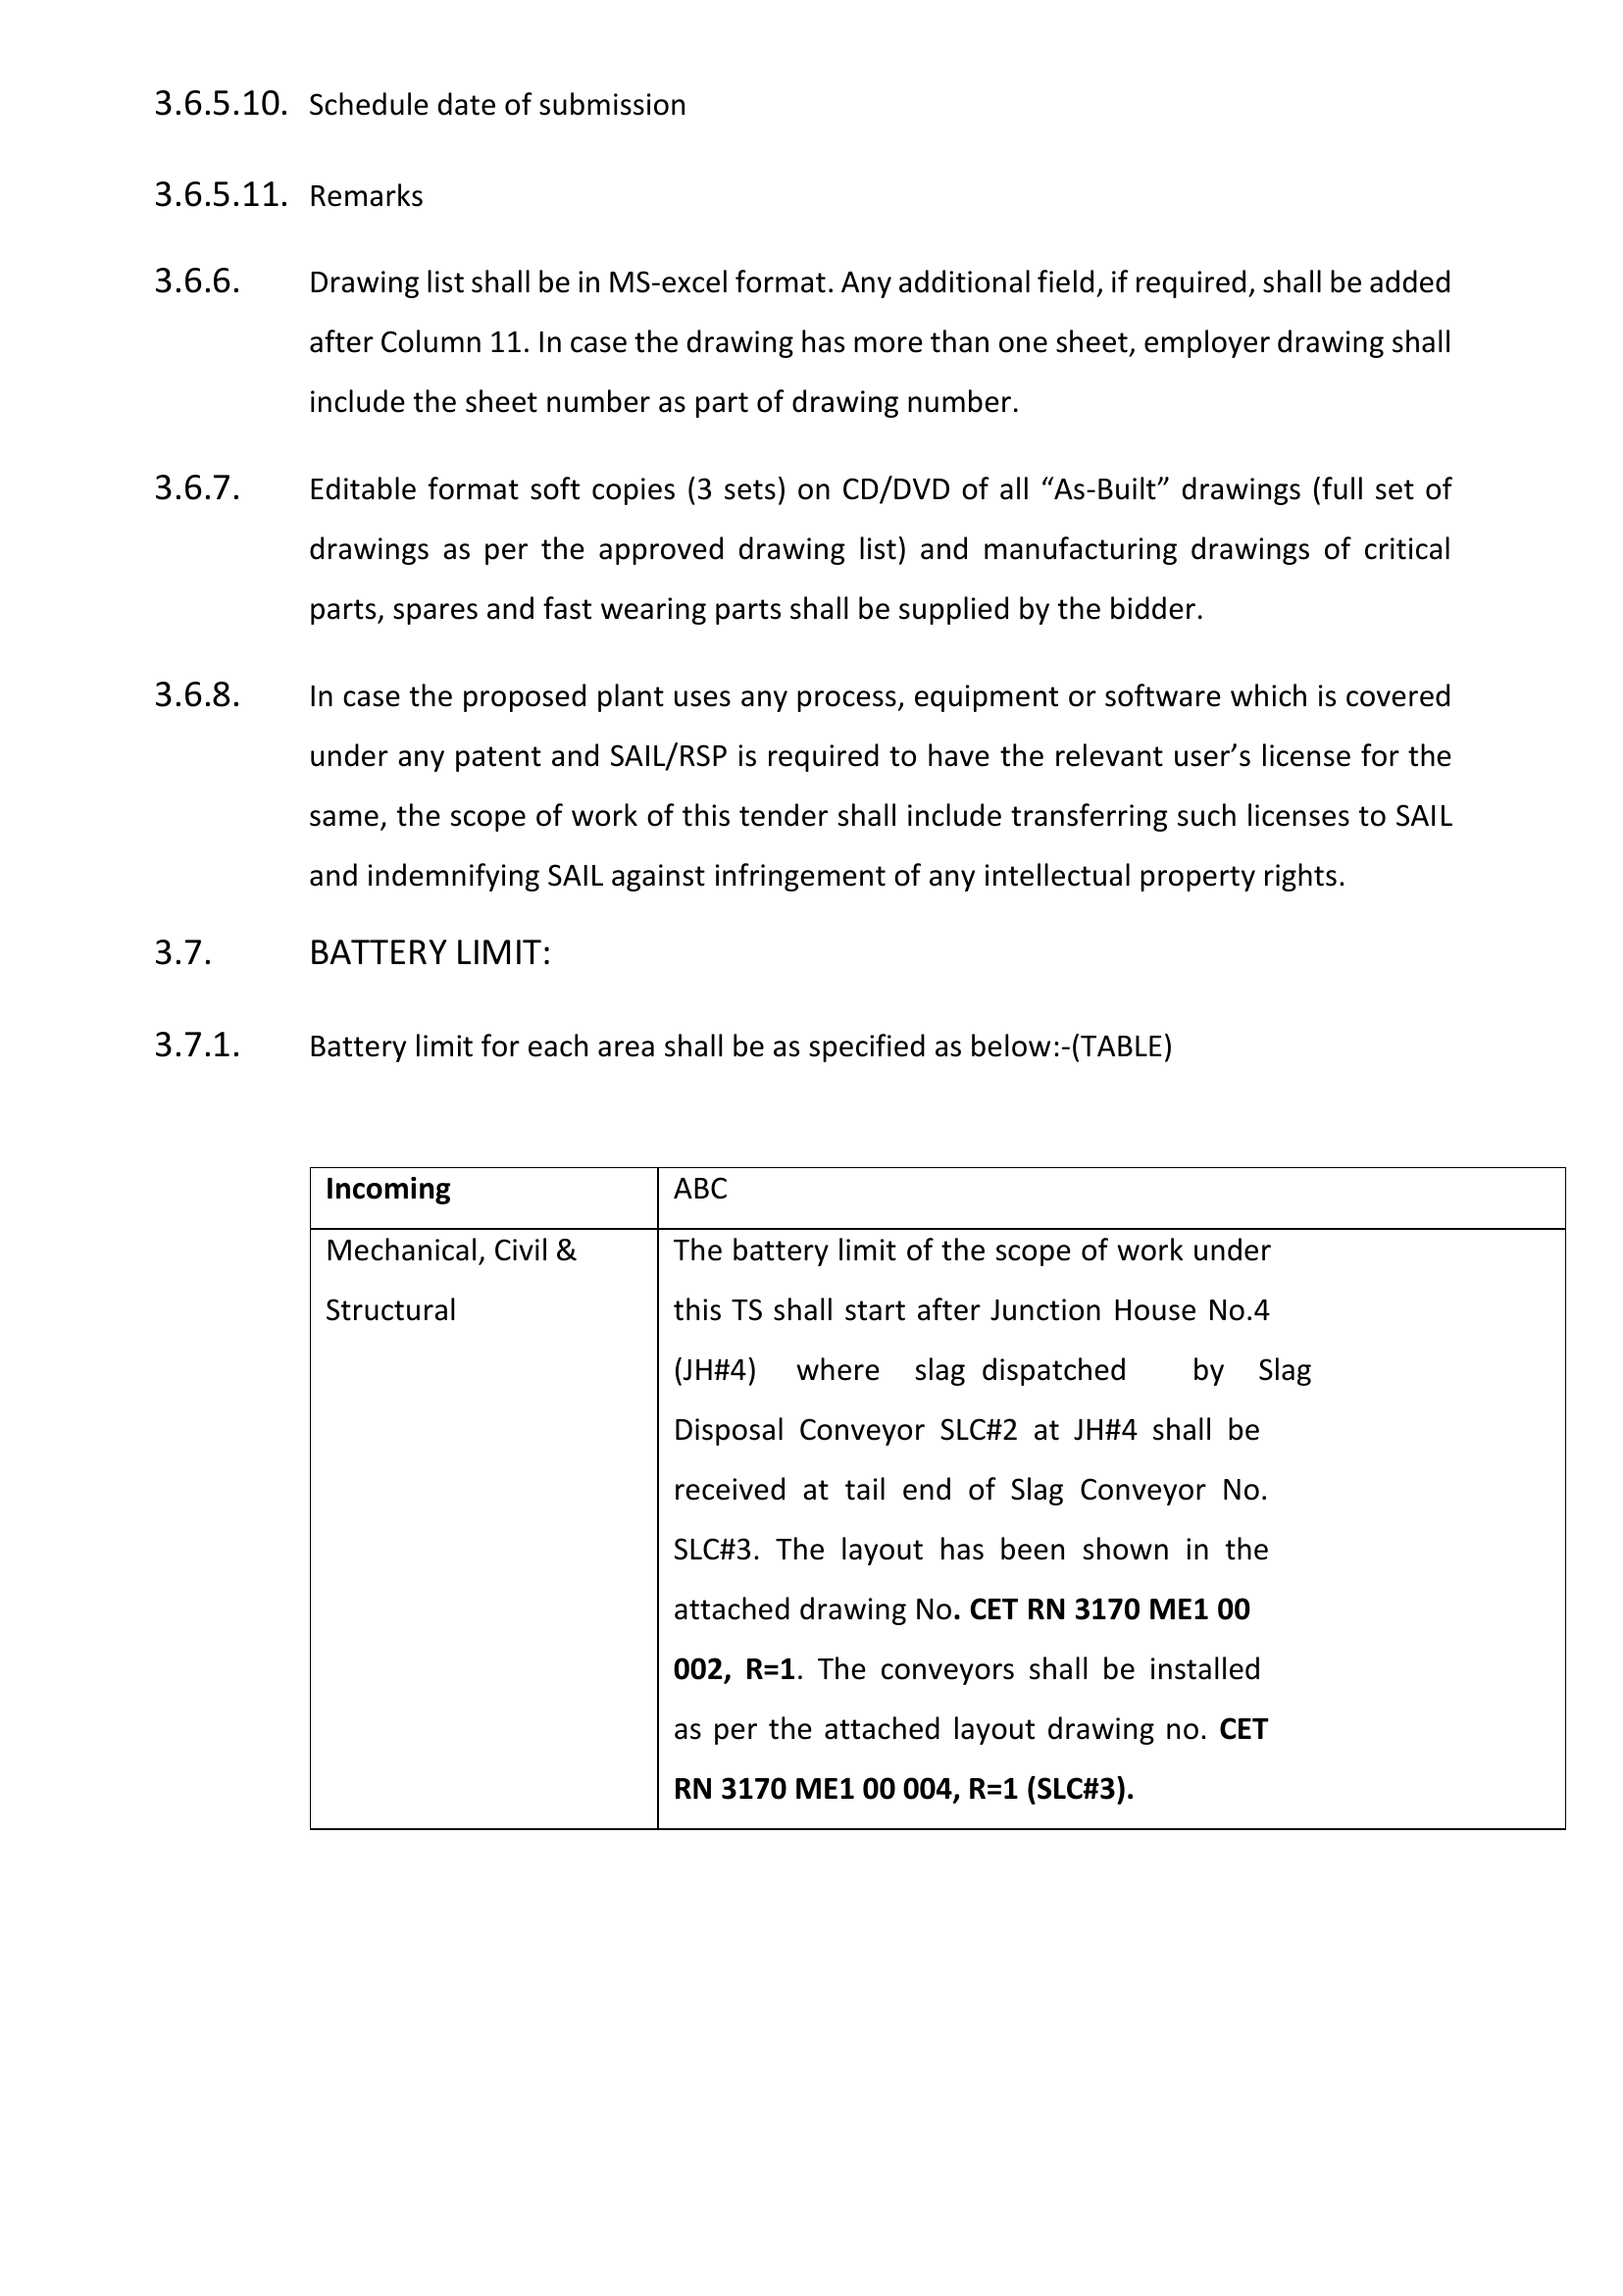 3.6.5.10. Schedule date of submission
3.6.5.11. Remarks
3.6.6. Drawing list shall be in MS-excel format. Any additional field, if required, shall be added
after Column 11. In case the drawing has more than one sheet, employer drawing shall
include the sheet number as part of drawing number.
3.6.7. Editable format soft copies (3 sets) on CD/DVD of all “As-Built” drawings (full set of
drawings as per the approved drawing list) and manufacturing drawings of critical
parts, spares and fast wearing parts shall be supplied by the bidder.
3.6.8. In case the proposed plant uses any process, equipment or software which is covered
under any patent and SAIL/RSP is required to have the relevant user’s license for the
same, the scope of work of this tender shall include transferring such licenses to SAIL
and indemnifying SAIL against infringement of any intellectual property rights.
3.7. BATTERY LIMIT:
3.7.1. Battery limit for each area shall be as specified as below:-(TABLE)
Incoming ABC
Mechanical, Civil &
Structural
The battery limit of the scope of work under
this TS shall start after Junction House No.4
(JH#4) where slag dispatched by Slag
Disposal Conveyor SLC#2 at JH#4 shall be
received at tail end of Slag Conveyor No.
SLC#3. The layout has been shown in the
attached drawing No. CET RN 3170 ME1 00
002, R=1. The conveyors shall be installed
as per the attached layout drawing no. CET
RN 3170 ME1 00 004, R=1 (SLC#3).